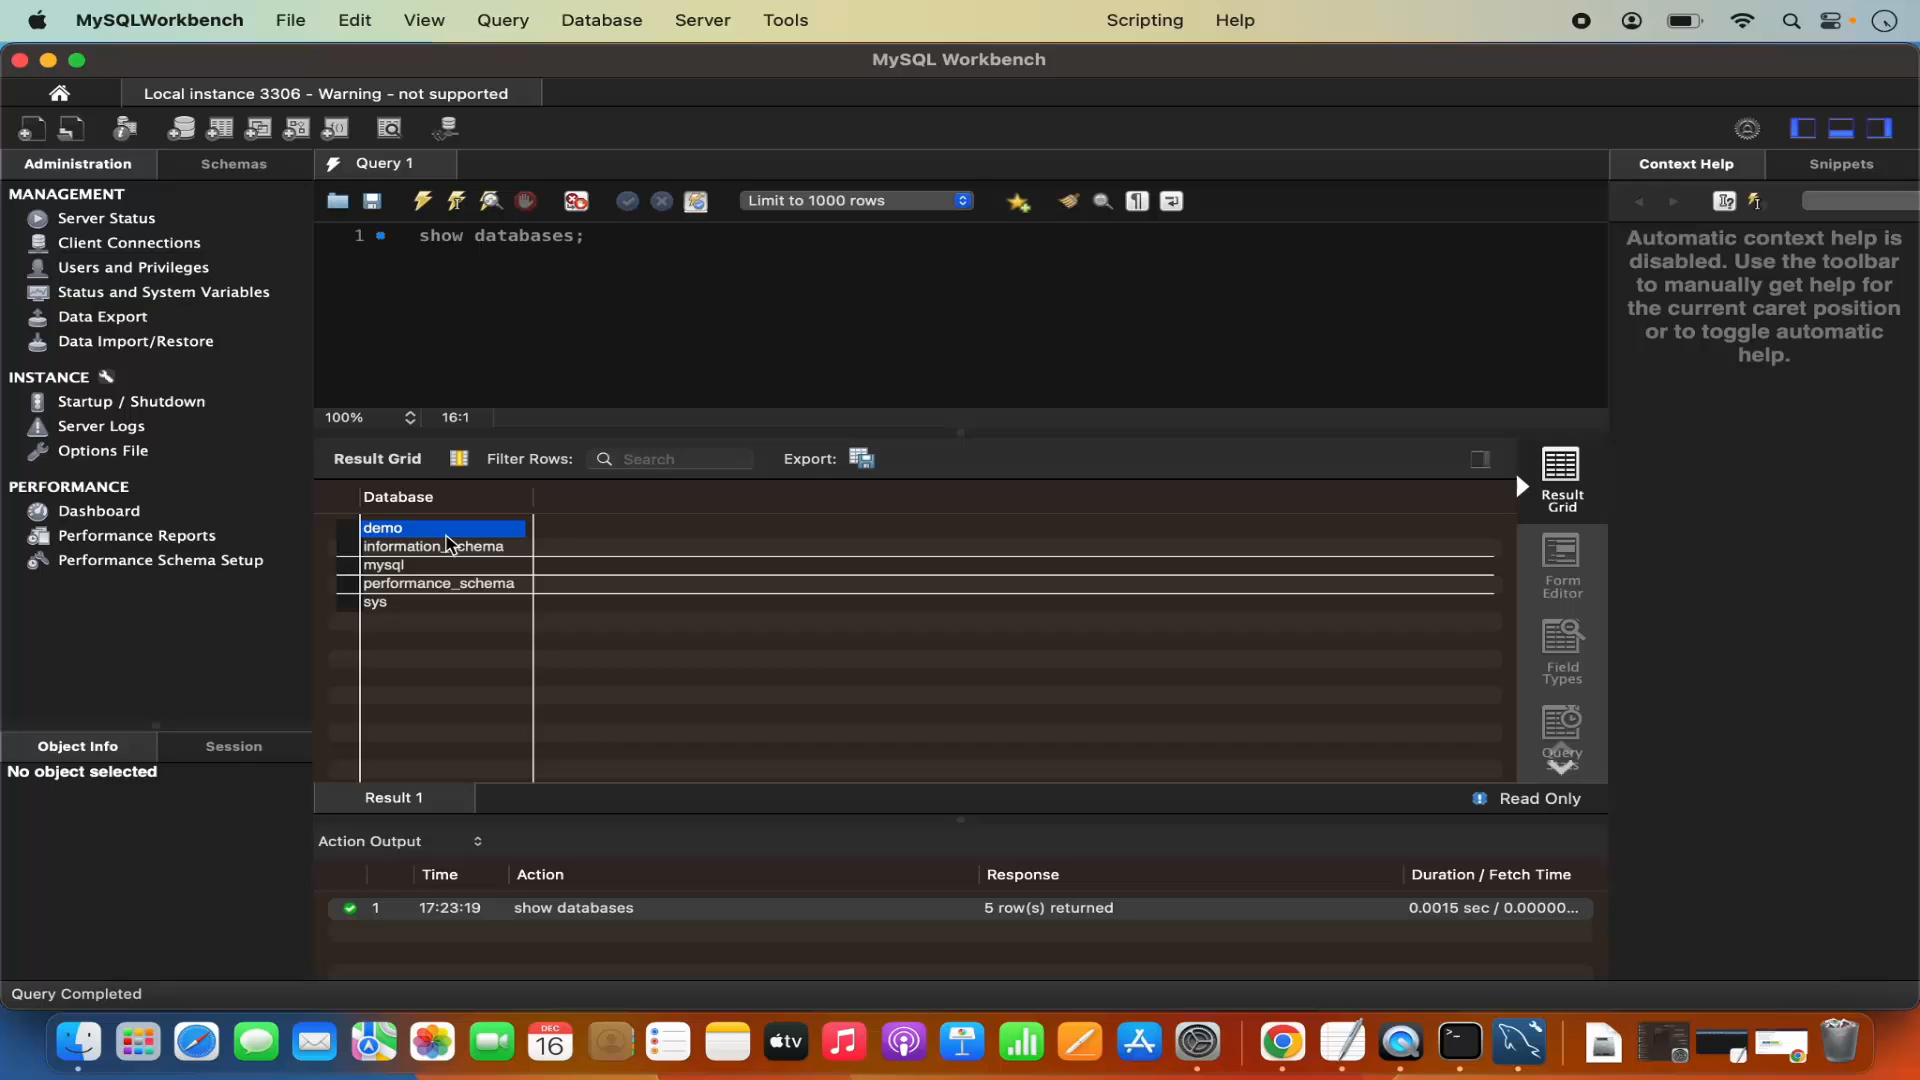 MySQLWorkbench File Edit View Query Database Server Tools Scripting Help
MySQL Workbench
Local instance 3306 - Warning - not supported
Administration Schemas
Query 1
Context Help Snippets
MANAGEMENT
Server Status
Client Connections
Users and Privileges
Status and System Variables
Data Export
Data Import/Restore
INSTANCE
Startup / Shutdown
Server Logs
Options File
PERFORMANCE
Dashboard
Performance Reports
Performance Schema Setup
Object Info Session
No object selected
Limit to 1000 rows
1 show databases;
100% 16:1
Result Grid Filter Rows: Search Export:
Database
demo
information_schema
mysql
performance_schema
sys
Result
Grid
Form
Editor
Field
Types
Query
Result 1
Read Only
Action Output
Time Action Response Duration / Fetch Time
1 17:23:19 show databases 5 row(s) returned 0.0015 sec / 0.00000...
Automatic context help is
disabled. Use the toolbar
to manually get help for
the current caret position
or to toggle automatic
help.
Query Completed
DEC
16
tv